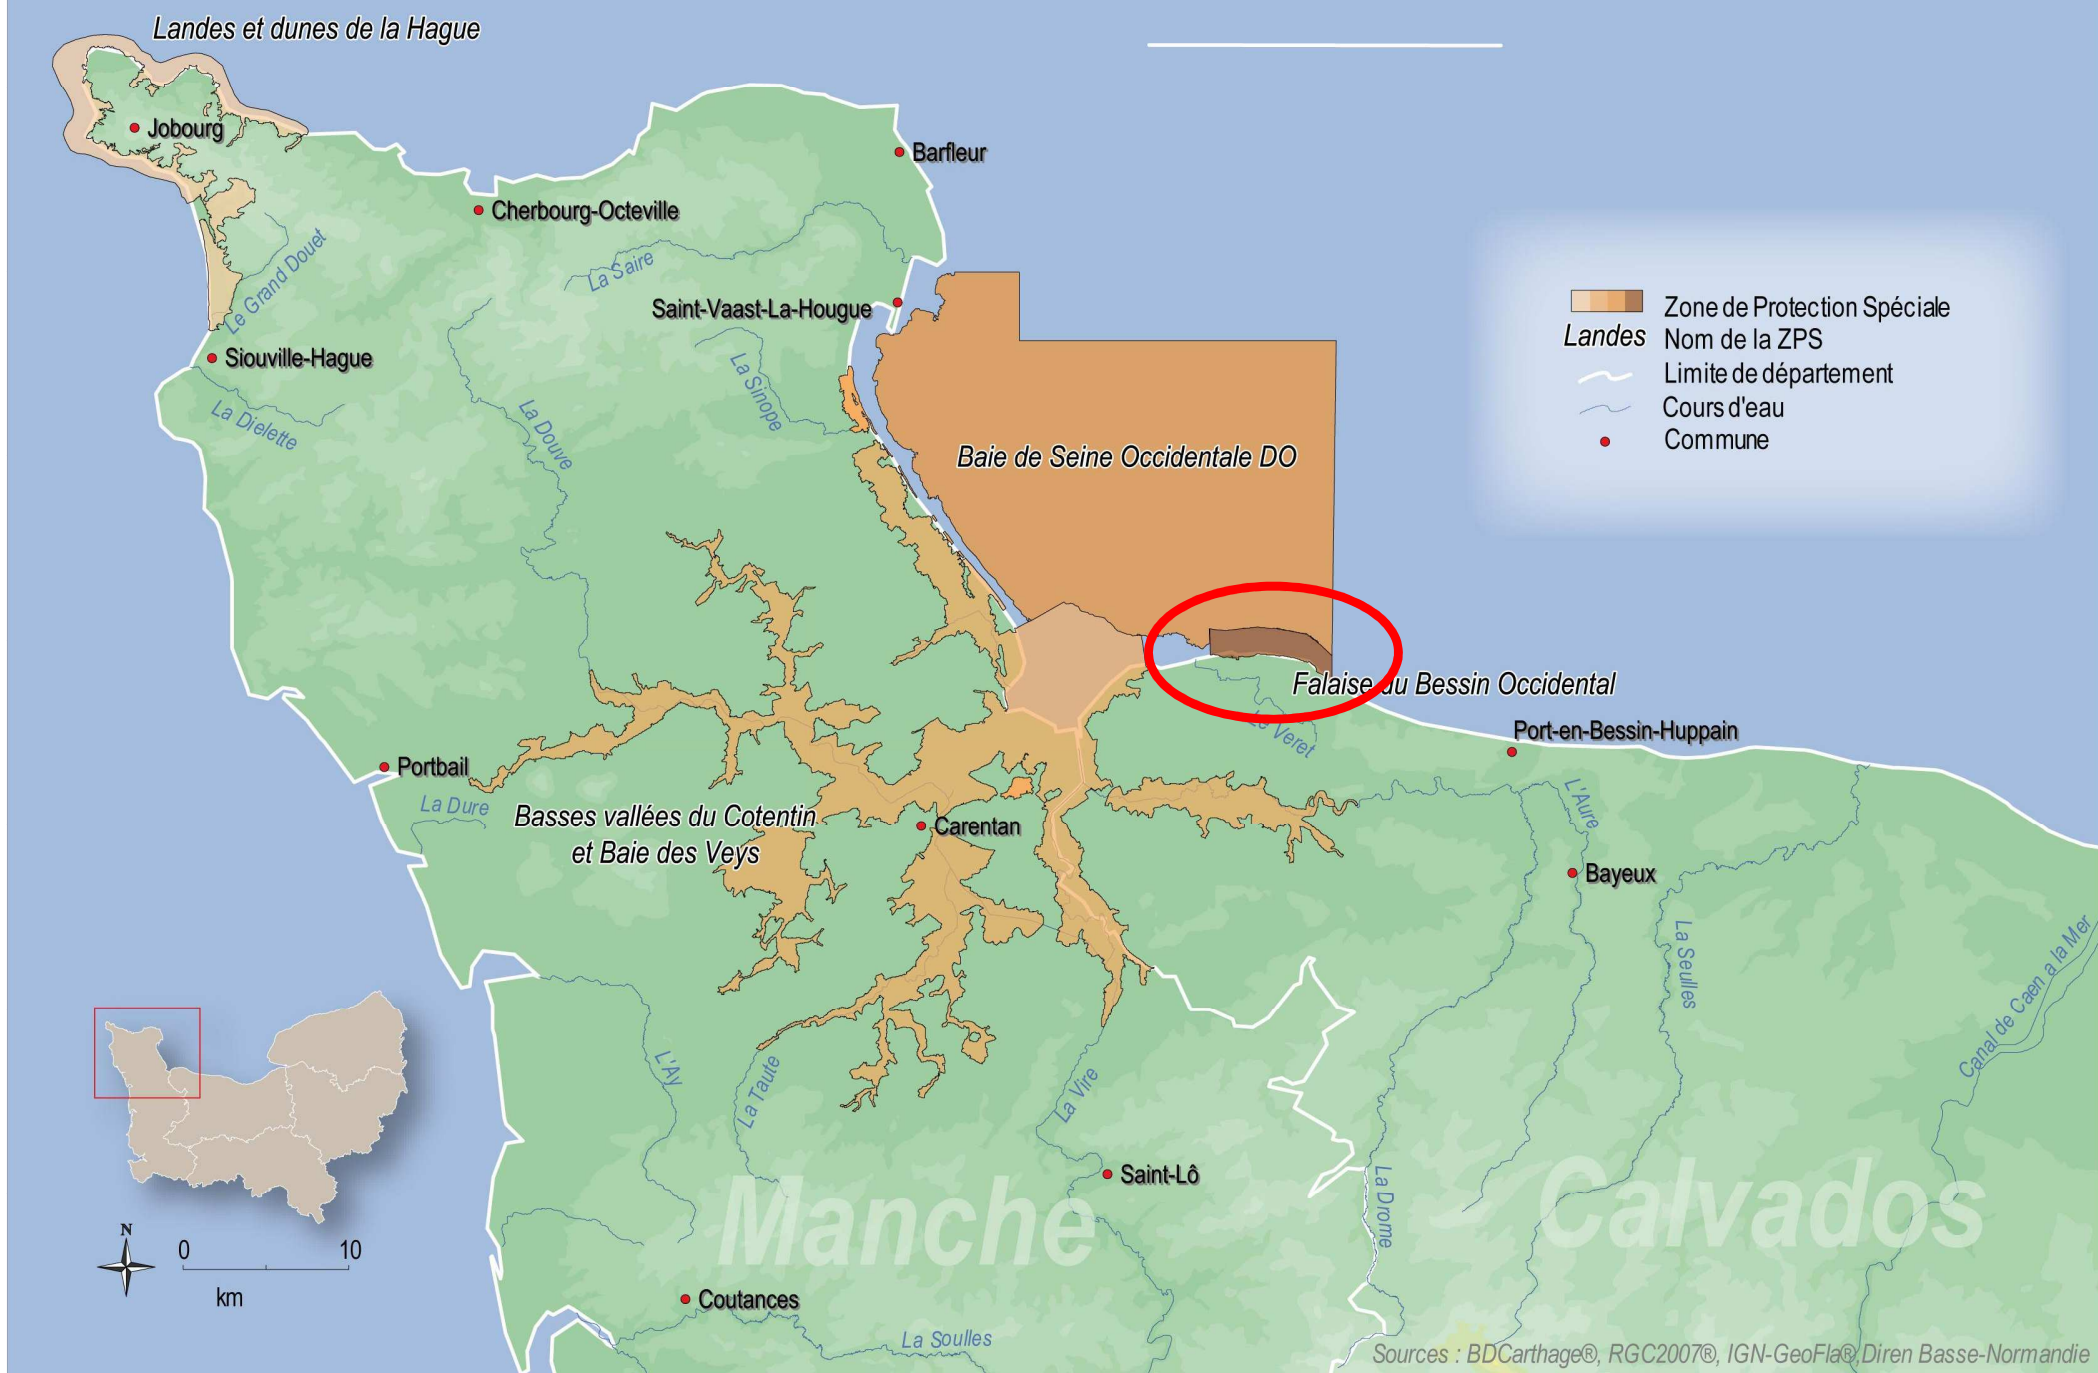 Landes et dunes de la Hague
Jobourg
Barfleur
Cherbourg-Octeville
La Saire
Le Grand Douet
Saint-Vaast-La-Hougue
Siouville-Hague
La Sinope
La Dielette
La Douve
Zone de Protection Spéciale
Landes Nom de la ZPS
Limite de département
Cours d'eau
Commune
Baie de Seine Occidentale DO
Falaise du Bessin Occidental
Le Veret
Port-en-Bessin-Huppain
Portbail
La Dure
Basses vallées du Cotentin
et Baie des Veys
Carentan
L'Aure
Bayeux
La Seulles
Canal de Caen a la Mer
L'Ay
La Taute
La Vire
Saint-Lô
La Drome
Manche
Calvados
N
0 10
km
Coutances
La Soulles
Sources : BDCarthage®, RGC2007®, IGN-GeoFla®,Diren Basse-Normandie